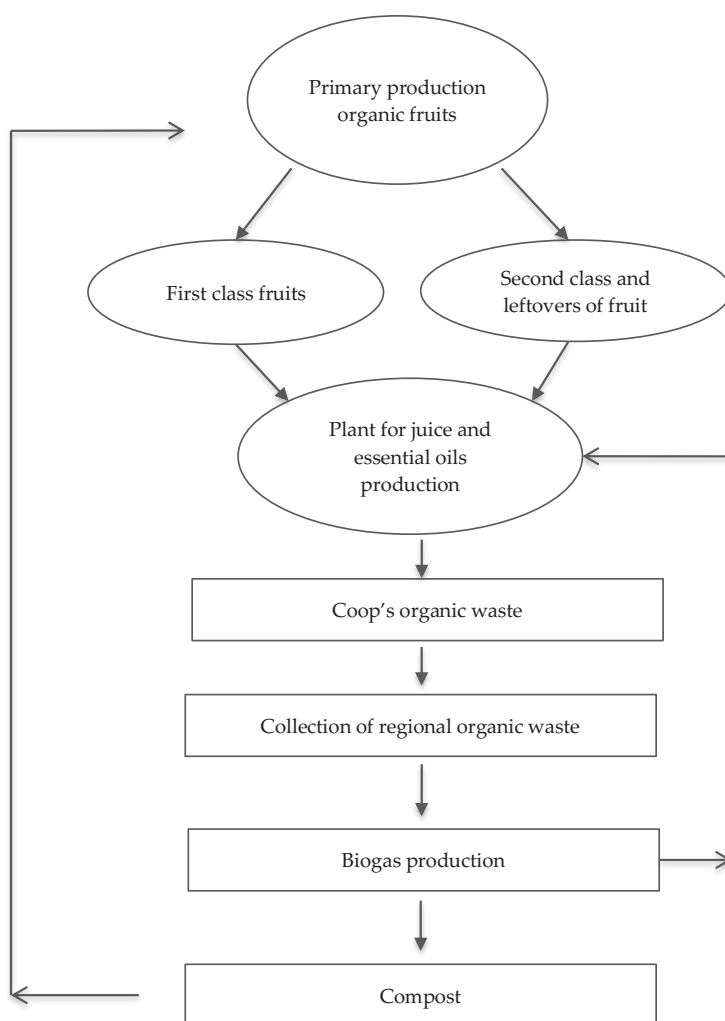 Primary production
organic fruits
First class fruits
Second class and
leftovers of fruit
Plant for juice and
essential oils
production
Coop’s organic waste
Collection of regional organic waste
Biogas production
Compost